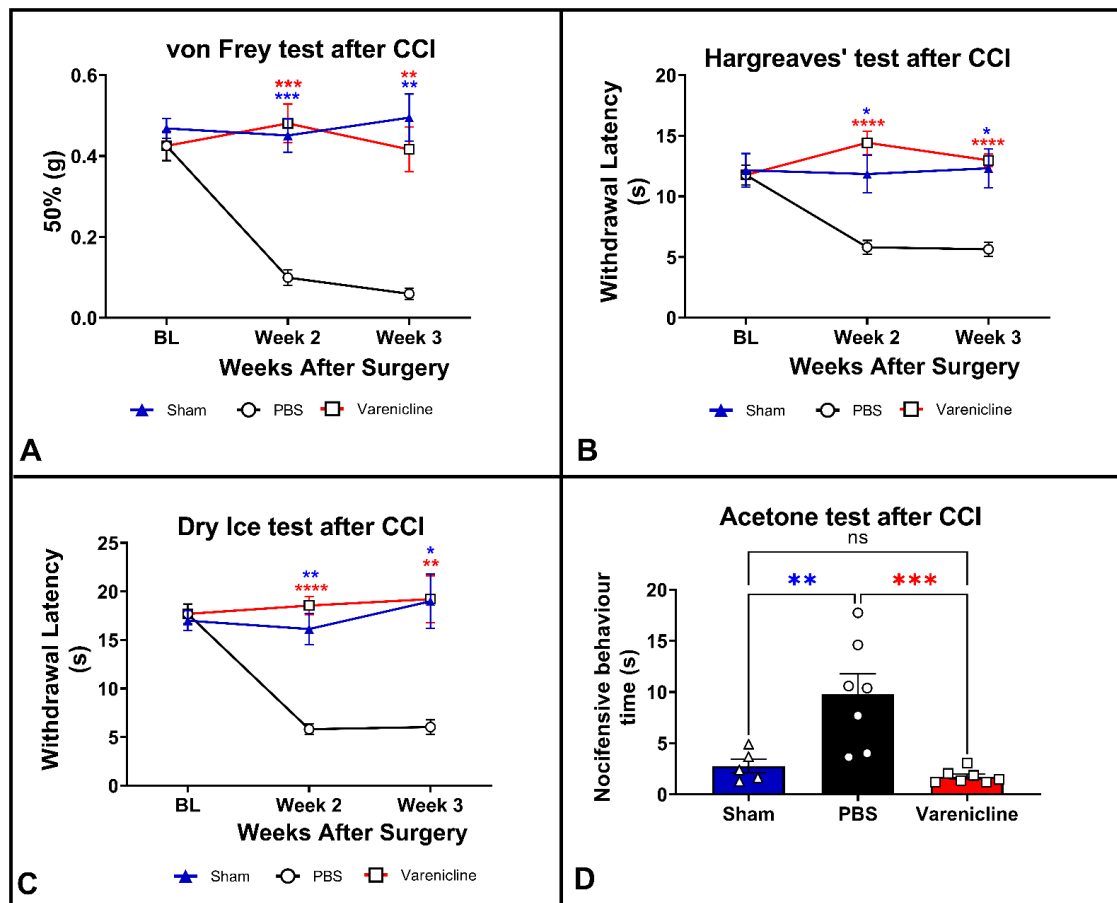 von Frey test after CCI
0.6
0.4
0.2
0.0
50% (g)
***
***
**
**
BL
Week 2
Week 3
Weeks After Surgery
Sham
PBS
Varenicline
A
Hargreaves' test after CCI
20
15
10
5
0
Withdrawal Latency
(s)
*
****
*
****
BL
Week 2
Week 3
Weeks After Surgery
Sham
PBS
Varenicline
B
Dry Ice test after CCI
25
20
15
10
5
0
Withdrawal Latency
(s)
**
****
*
**
BL
Week 2
Week 3
Weeks After Surgery
Sham
PBS
Varenicline
C
Acetone test after CCI
ns
**
***
20
15
10
5
0
Nocifensive behaviour
time (s)
Sham
PBS
Varenicline
D